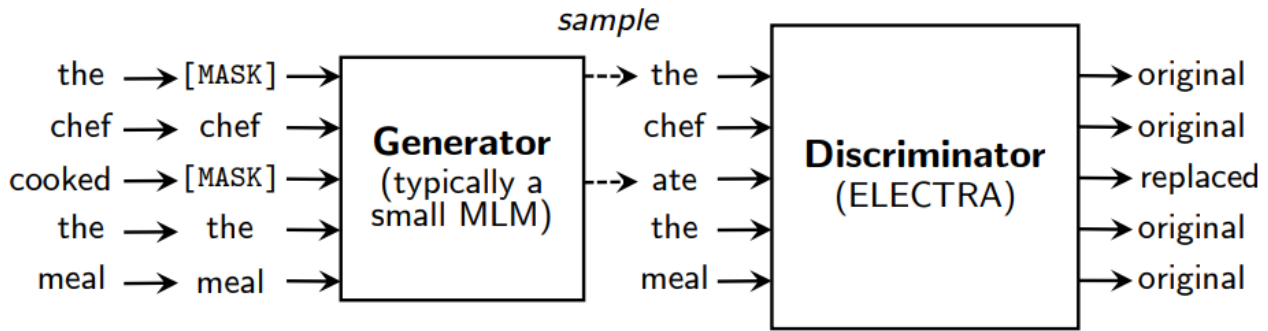 sample
the [MASK] the original
chef chef chef original
Generator
(typically a
small MLM)
Discriminator
(ELECTRA)
cooked [MASK] ate replaced
the the the original
meal meal meal original